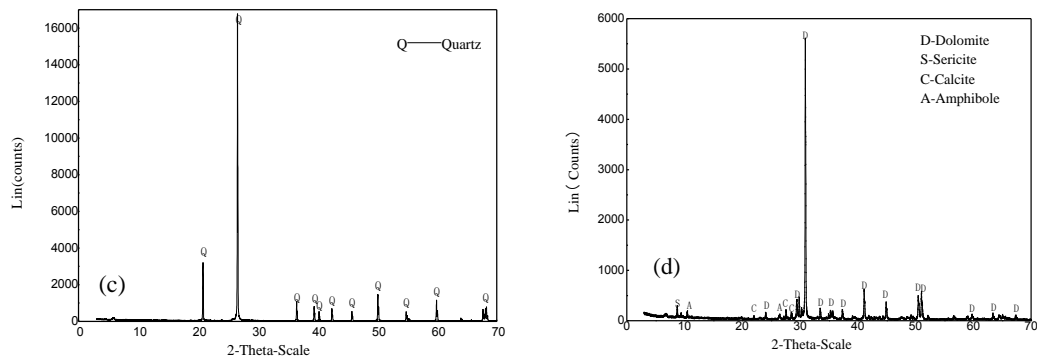 16000
14000
12000
10000
8000
6000
4000
2000
0
Lin(counts)
Q
Q——Quartz
Q
(c)
Q
Q
Q
Q
Q
Q
Q
Q
Q
0 10 20 30 40 50 60 70
2-Theta-Scale
6000
5000
4000
3000
2000
1000
0
Lin( Counts)
D
D-Dolomite
S-Sericite
C-Calcite
A-Amphibole
(d)
S A C D A C C D D D D D D DD D D D
0 10 20 30 40 50 60 70
2-Theta-Scale